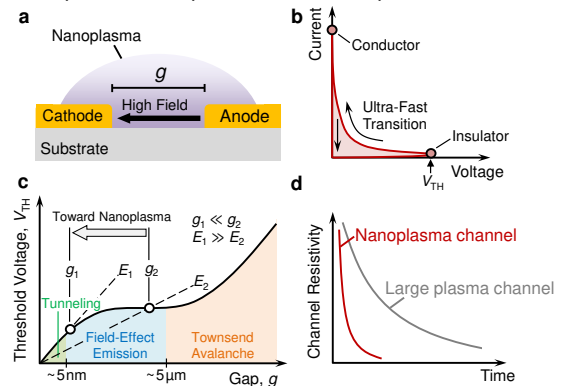 a
Nanoplasma
g
Cathode
High Field
Anode
Substrate
b
Current
Conductor
Ultra-Fast
Transition
Insulator
V_TH
Voltage
c
Threshold Voltage, V_TH
Toward Nanoplasma
g₁ ≪ g₂
E₁ ≫ E₂
g₁
E₁
g₂
E₂
Tunneling
Field-Effect
Emission
Townsend
Avalanche
~5nm
~5μm
Gap, g
d
Channel Resistivity
Nanoplasma channel
Large plasma channel
Time